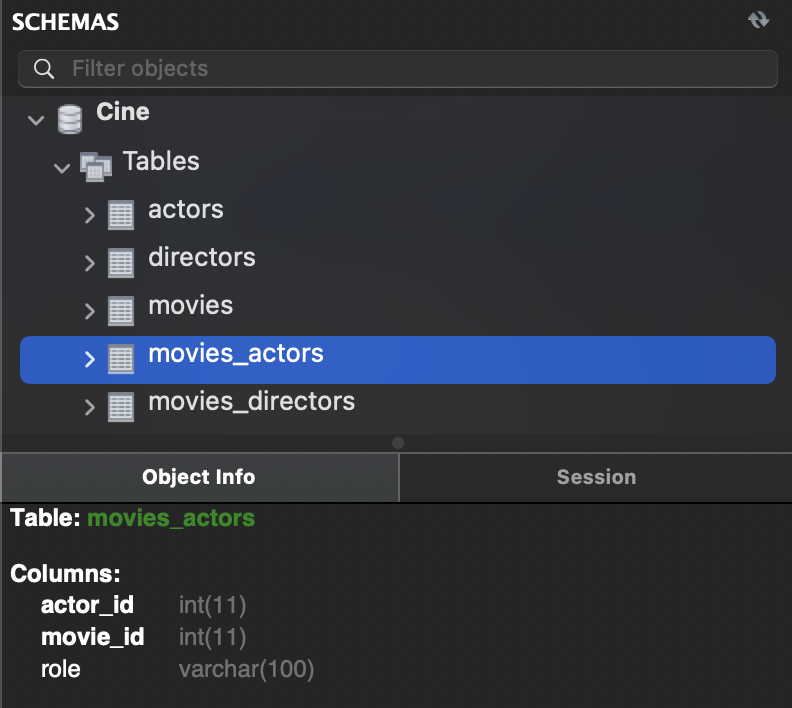 SCHEMAS
Filter objects
Cine
Tables
actors
directors
movies
movies_actors
movies_directors
Object Info Session
Table: movies_actors
Columns:
actor_id int(11)
movie_id int(11)
role varchar(100)